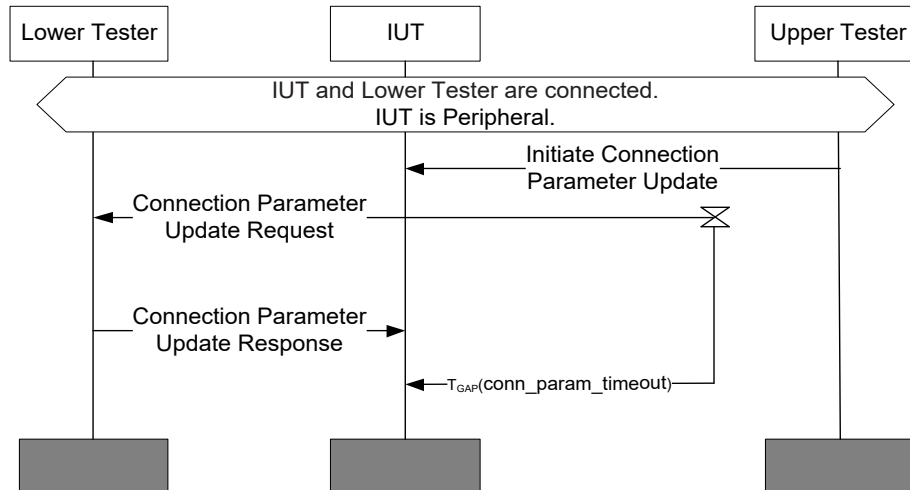 Lower Tester
IUT
Upper Tester
IUT and Lower Tester are connected.
IUT is Peripheral.
Initiate Connection
Parameter Update
Connection Parameter
Update Request
Connection Parameter
Update Response
TGAP(conn_param_timeout)